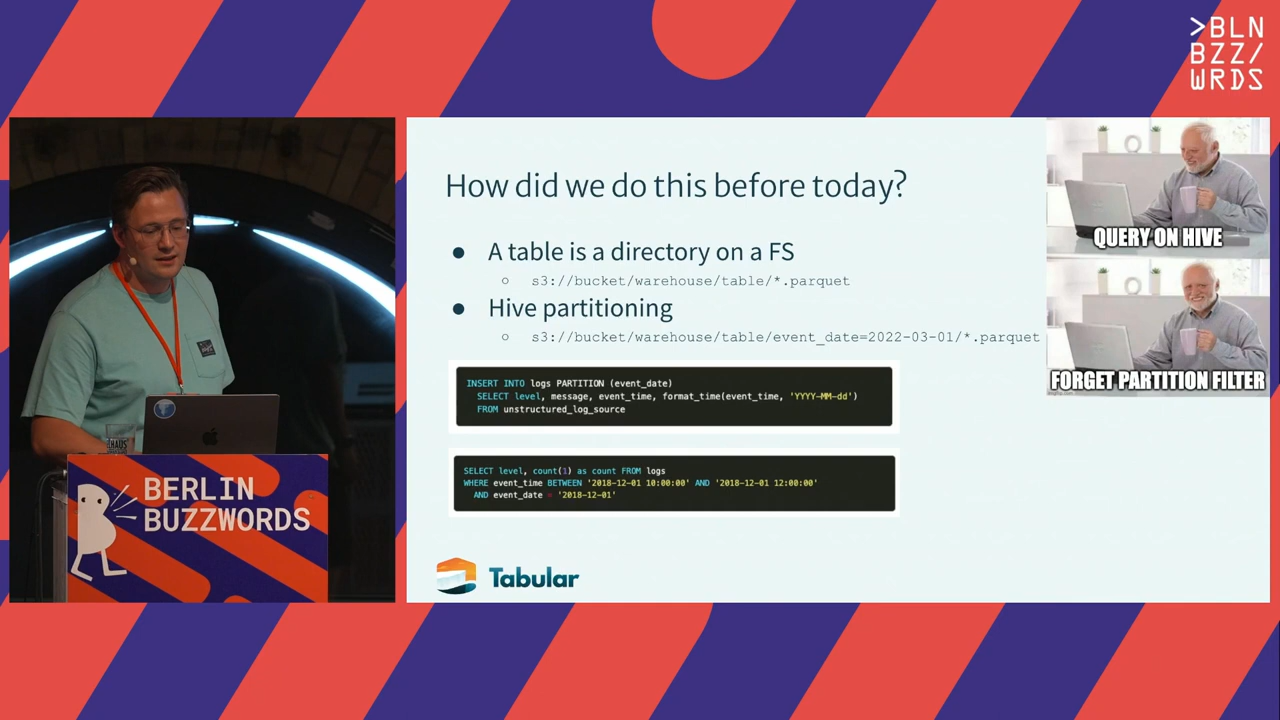 >BLN
BZZ/
WRDS
How did we do this before today?
● A table is a directory on a FS
○ s3://bucket/warehouse/table/*.parquet
● Hive partitioning
○ s3://bucket/warehouse/table/event_date=2022-03-01/*.parquet
INSERT INTO logs PARTITION (event_date)
SELECT level, message, event_time, format_time(event_time, 'YYYY-MM-dd')
FROM unstructured_log_source
SELECT level, count(1) as count FROM logs
WHERE event_time BETWEEN '2018-12-01 10:00:00' AND '2018-12-01 12:00:00'
AND event_date = '2018-12-01'
Tabular
QUERY ON HIVE
FORGET PARTITION FILTER
BERLIN
BUZZWORDS